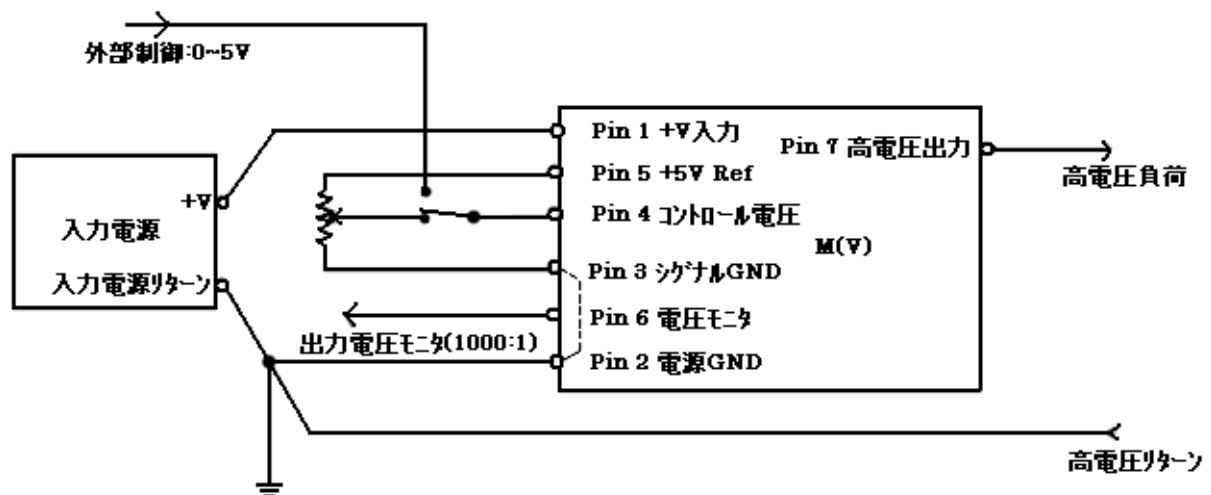 外部制御:0~5V
Pin 1 +V入力
Pin 7 高電圧出力
高電圧負荷
Pin 5 +5V Ref
+V
Pin 4 ｺﾝﾄﾛｰﾙ電圧
入力電源
M(V)
Pin 3 ｼｸﾞﾅﾙGND
入力電源ﾘﾀｰﾝ
Pin 6 電圧ﾓﾆﾀ
出力電圧ﾓﾆﾀ(1000:1)
Pin 2 電源GND
高電圧ﾘﾀｰﾝ